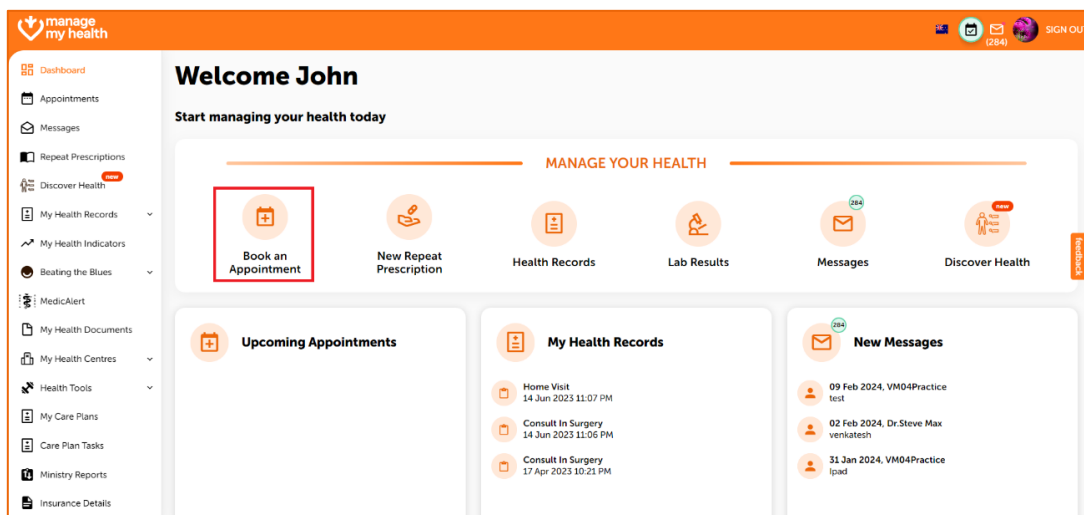 manage
my health
(284)
SIGN OU
Dashboard
Appointments
Messages
Repeat Prescriptions
new
Discover Health
My Health Records
My Health Indicators
Beating the Blues
MedicAlert
My Health Documents
My Health Centres
Health Tools
My Care Plans
Care Plan Tasks
Ministry Reports
Insurance Details
Welcome John
Start managing your health today
MANAGE YOUR HEALTH
Book an
Appointment
New Repeat
Prescription
Health Records
Lab Results
284
Messages
new
Discover Health
feedback
Upcoming Appointments
My Health Records
Home Visit
14 Jun 2023 11:07 PM
Consult In Surgery
14 Jun 2023 11:06 PM
Consult In Surgery
17 Apr 2023 10:21 PM
284
New Messages
09 Feb 2024, VM04Practice
test
02 Feb 2024, Dr.Steve Max
venkatesh
31 Jan 2024, VM04Practice
Ipad